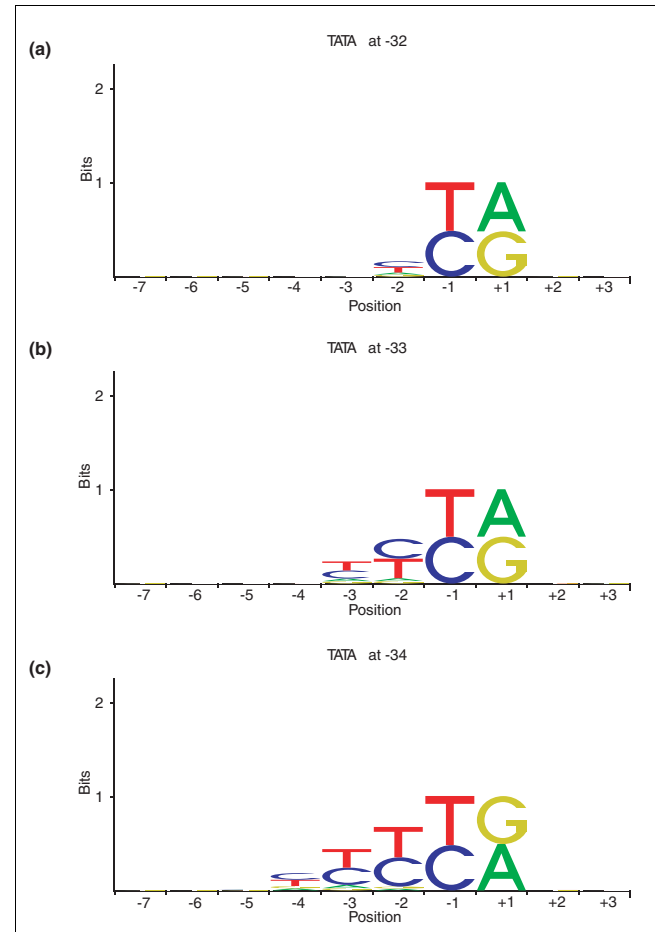 (a)
TATA at -32
2
1
Bits
C T
T A
C G
-7 -6 -5 -4 -3 -2 -1 +1 +2 +3
Position
(b)
TATA at -33
2
1
Bits
T C T A
C T C G
-7 -6 -5 -4 -3 -2 -1 +1 +2 +3
Position
(c)
TATA at -34
2
1
Bits
C T T T G
T C C C A
-7 -6 -5 -4 -3 -2 -1 +1 +2 +3
Position